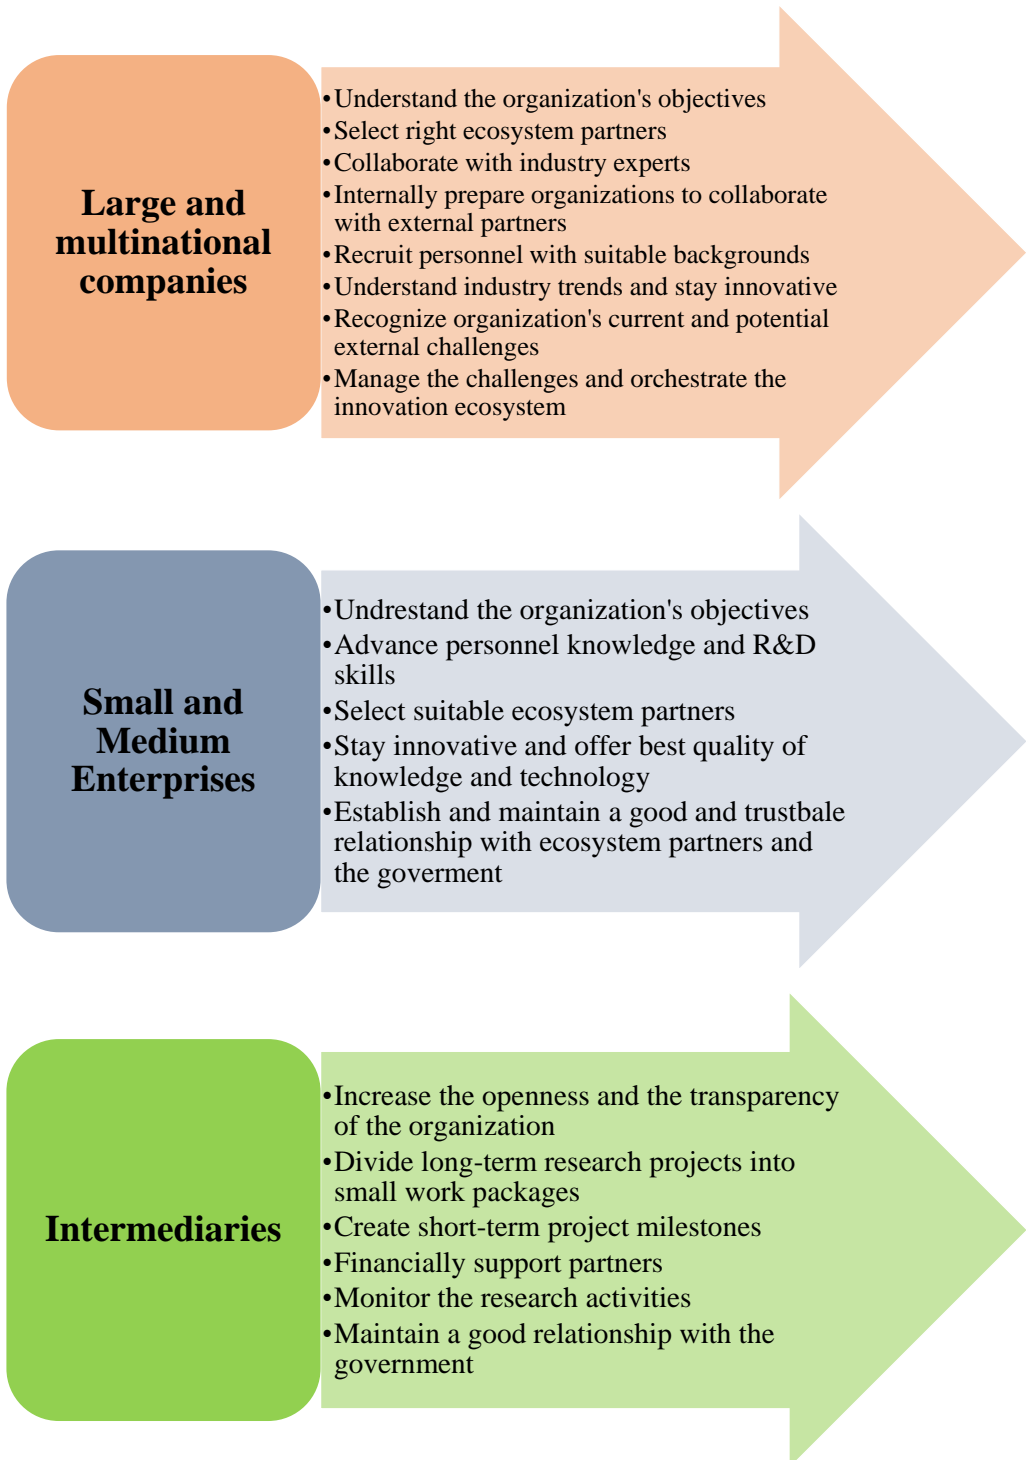 Large and
multinational
companies
•Understand the organization's objectives
•Select right ecosystem partners
•Collaborate with industry experts
•Internally prepare organizations to collaborate
with external partners
•Recruit personnel with suitable backgrounds
•Understand industry trends and stay innovative
•Recognize organization's current and potential
external challenges
•Manage the challenges and orchestrate the
innovation ecosystem
Small and
Medium
Enterprises
•Undrestand the organization's objectives
•Advance personnel knowledge and R&D
skills
•Select suitable ecosystem partners
•Stay innovative and offer best quality of
knowledge and technology
•Establish and maintain a good and trustbale
relationship with ecosystem partners and
the goverment
Intermediaries
•Increase the openness and the transparency
of the organization
•Divide long-term research projects into
small work packages
•Create short-term project milestones
•Financially support partners
•Monitor the research activities
•Maintain a good relationship with the
government